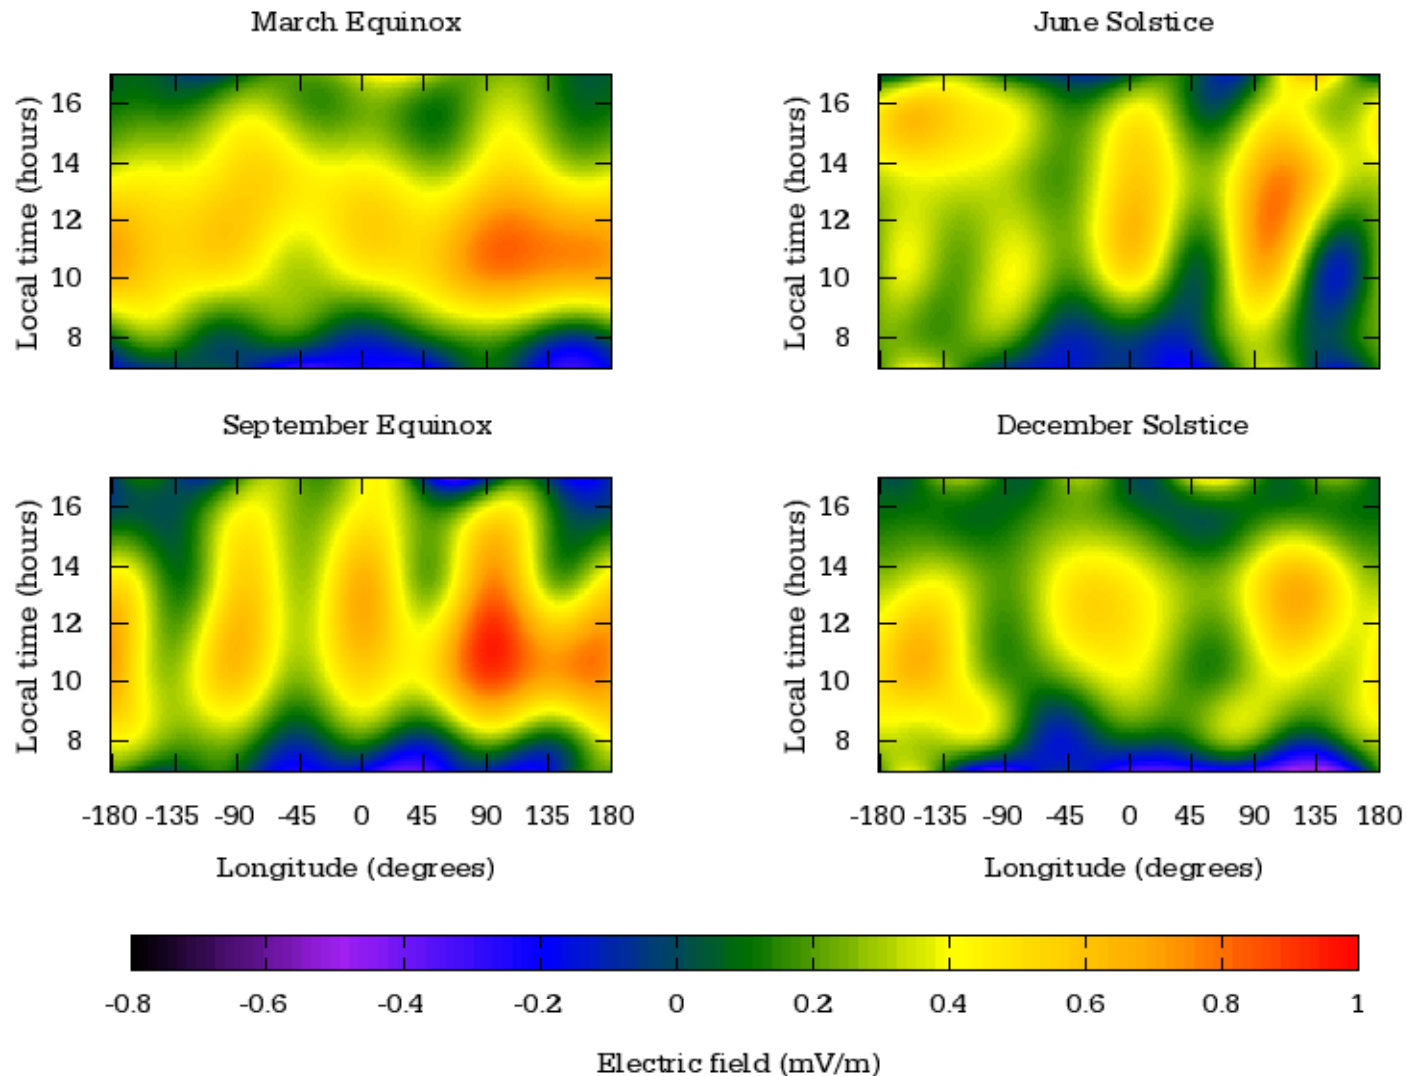 March Equinox
June Solstice
Local time (hours)
16
14
12
10
8
Local time (hours)
16
14
12
10
8
September Equinox
December Solstice
Local time (hours)
16
14
12
10
8
Local time (hours)
16
14
12
10
8
-180 -135 -90 -45 0 45 90 135 180
-180 -135 -90 -45 0 45 90 135 180
Longitude (degrees)
Longitude (degrees)
-0.8 -0.6 -0.4 -0.2 0 0.2 0.4 0.6 0.8 1
Electric field (mV/m)